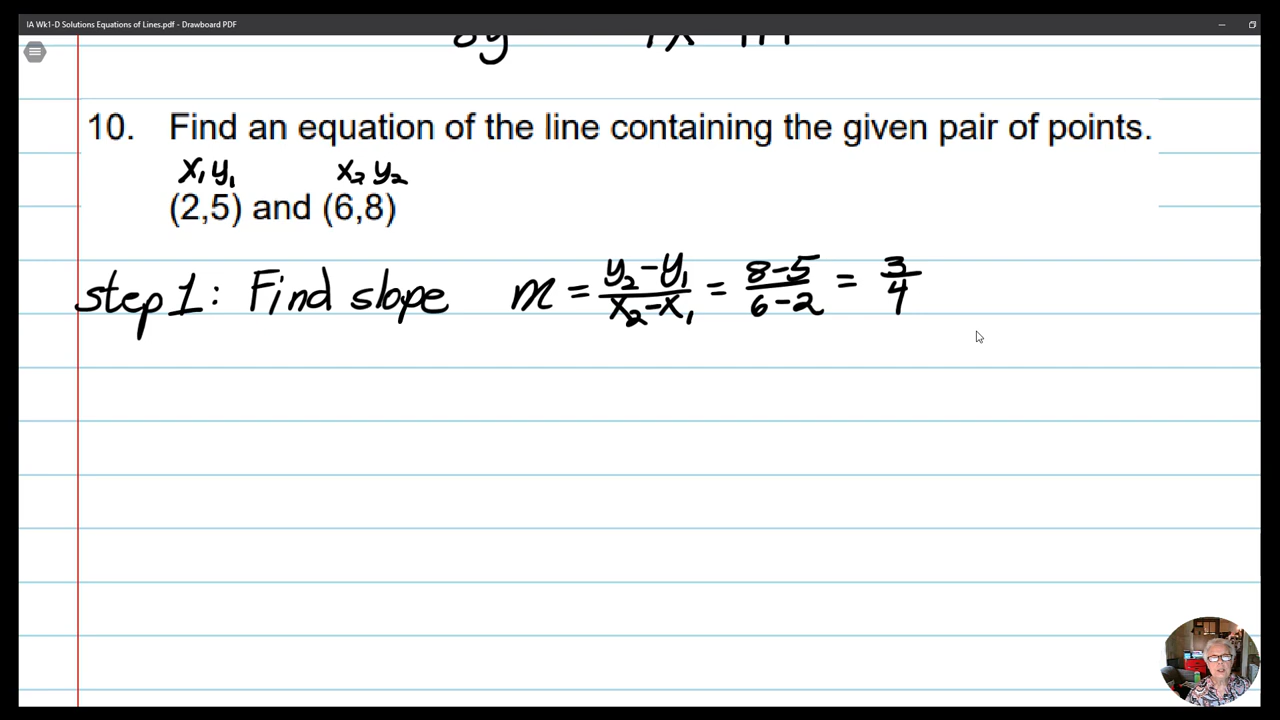 IA Wk1-D Solutions Equations of Lines.pdf - Drawboard PDF
10. Find an equation of the line containing the given pair of points.
x₁ y₁ x₂ y₂
(2,5) and (6,8)
step 1: Find slope m = (y₂-y₁)/(x₂-x₁) = (8-5)/(6-2) = 3/4